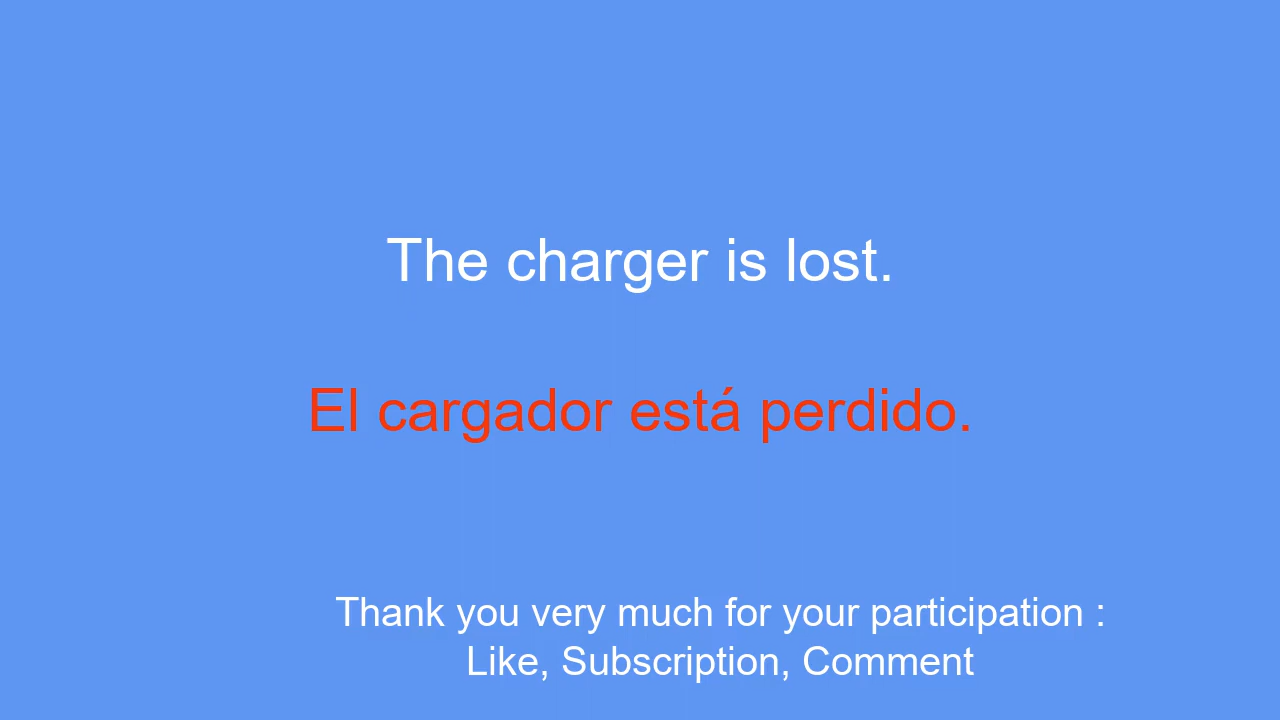 The charger is lost.
El cargador está perdido.
Thank you very much for your participation :
Like, Subscription, Comment